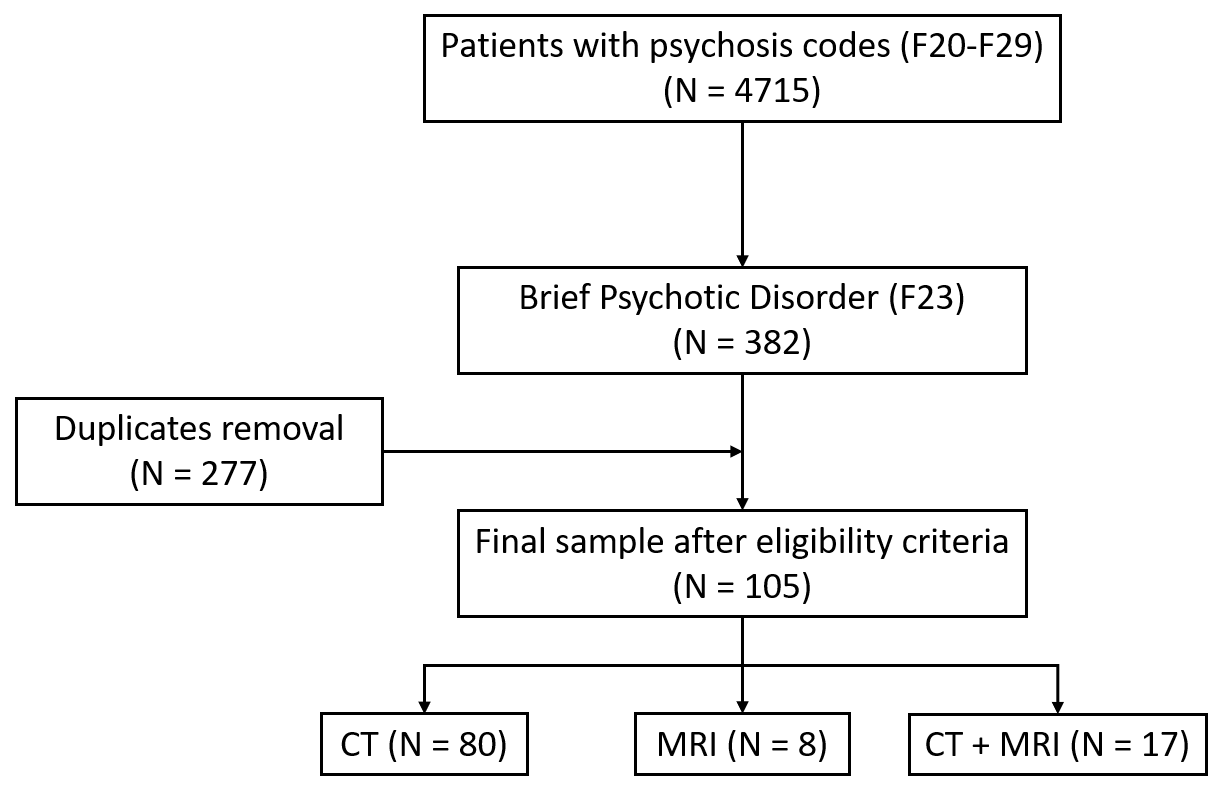 Patients with psychosis codes (F20-F29)
(N = 4715)
Brief Psychotic Disorder (F23)
(N = 382)
Duplicates removal
(N = 277)
Final sample after eligibility criteria
(N = 105)
CT (N = 80)
MRI (N = 8)
CT + MRI (N = 17)